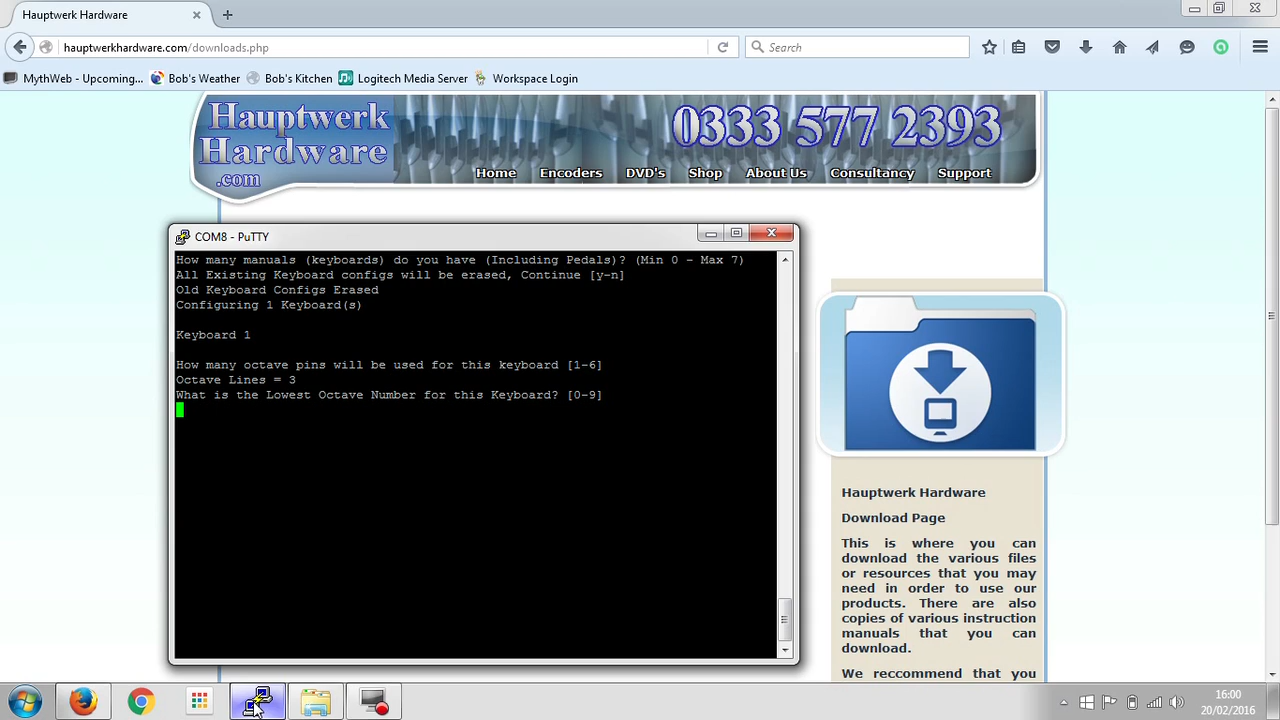 Hauptwerk Hardware
hauptwerkhardware.com/downloads.php
Search
MythWeb - Upcoming,...
Bob's Weather
Bob's Kitchen
Logitech Media Server
Workspace Login
Hauptwerk
Hardware
.com
0333 577 2393
Home
Encoders
DVD's
Shop
About Us
Consultancy
Support
COM8 - PuTTY
How many manuals (keyboards) do you have (Including Pedals)? (Min 0 - Max 7)
All Existing Keyboard configs will be erased, Continue [y-n]
Old Keyboard Configs Erased
Configuring 1 Keyboard(s)
Keyboard 1
How many octave pins will be used for this keyboard [1-6]
Octave Lines = 3
What is the Lowest Octave Number for this Keyboard? [0-9]
Hauptwerk Hardware
Download Page
This is where you can
download the various files
or resources that you may
need in order to use our
products. There are also
copies of various instruction
manuals that you can
download.
We reccommend that you
16:00
20/02/2016